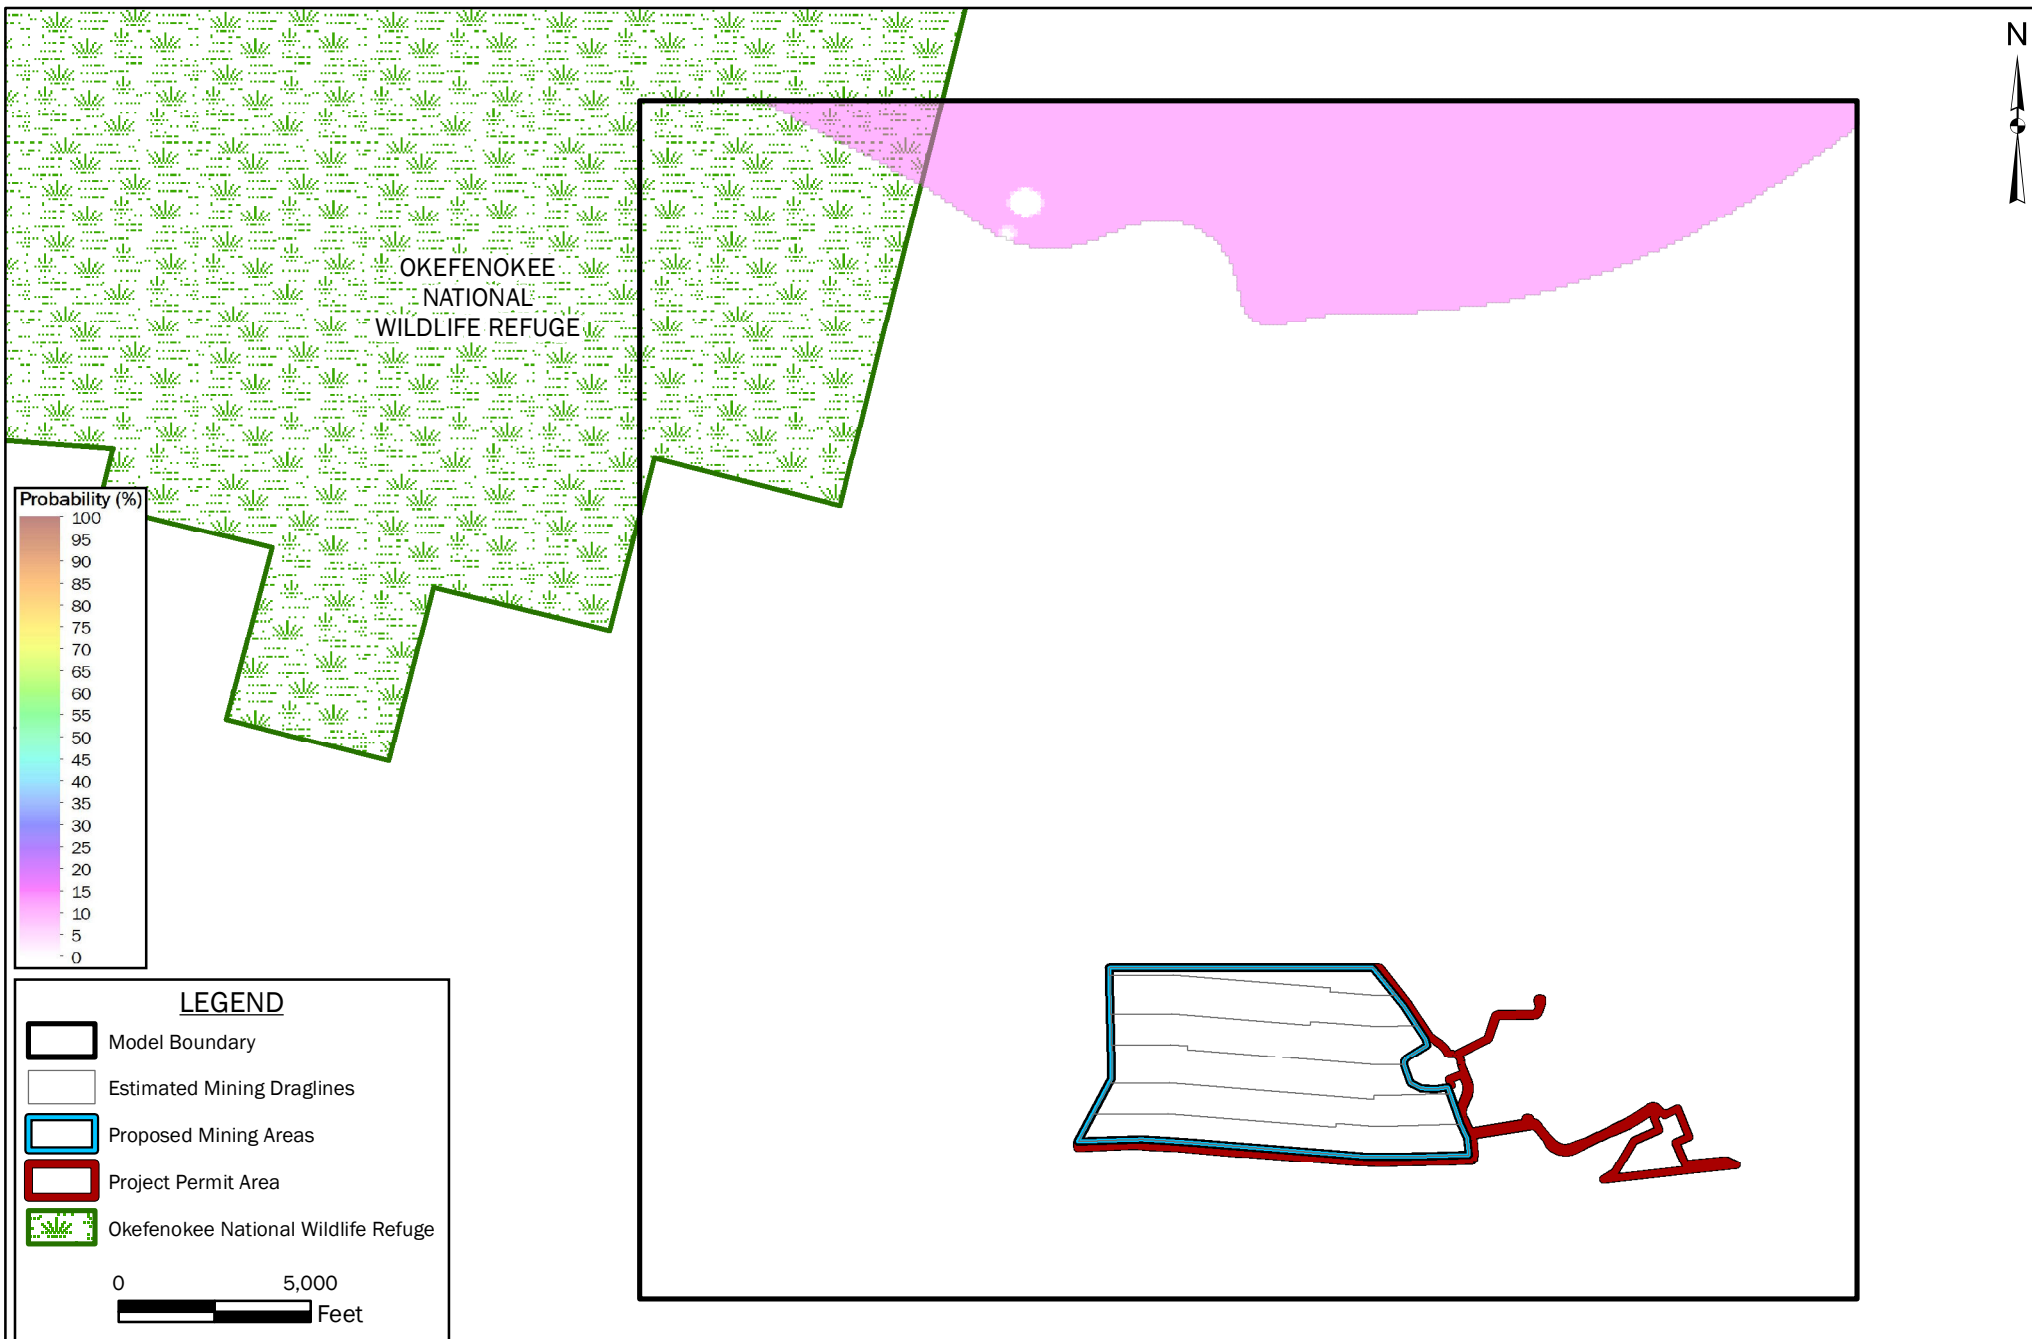 N
OKEFENOKEE
NATIONAL
WILDLIFE REFUGE
Probability (%)
100
95
90
85
80
75
70
65
60
55
50
45
40
35
30
25
20
15
10
5
0
LEGEND
Model Boundary
Estimated Mining Draglines
Proposed Mining Areas
Project Permit Area
Okefenokee National Wildlife Refuge
0 5,000
Feet